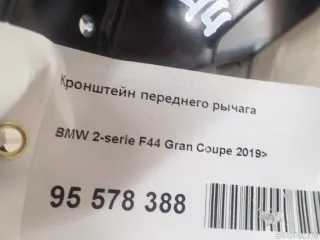 Кронштейн переднего рычага
BMW 2-serie F44 Gran Coupe 2019>
95 578 388